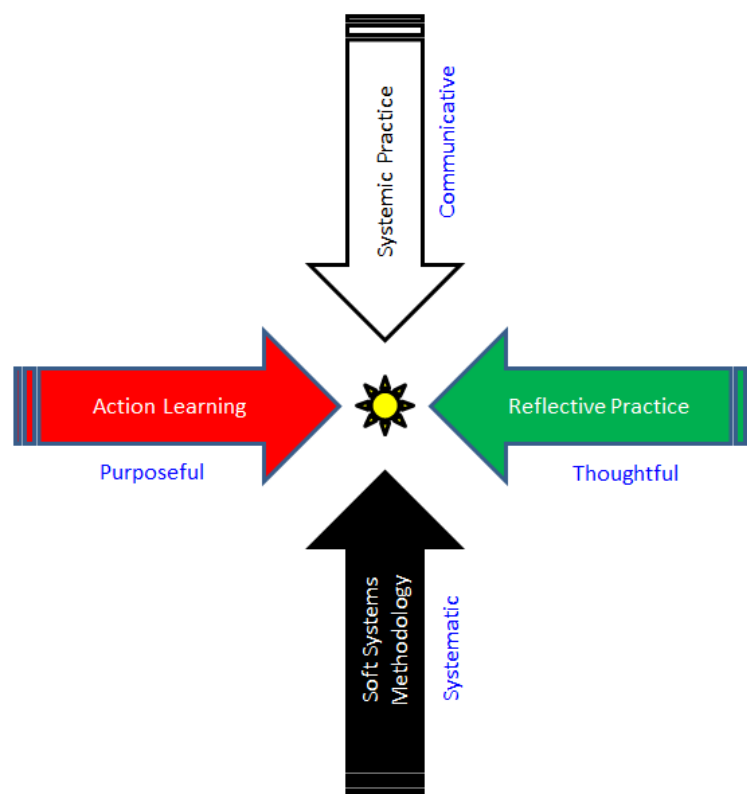 Systemic Practice
Communicative
Action Learning
Purposeful
Reflective Practice
Thoughtful
Soft Systems
Methodology
Systematic